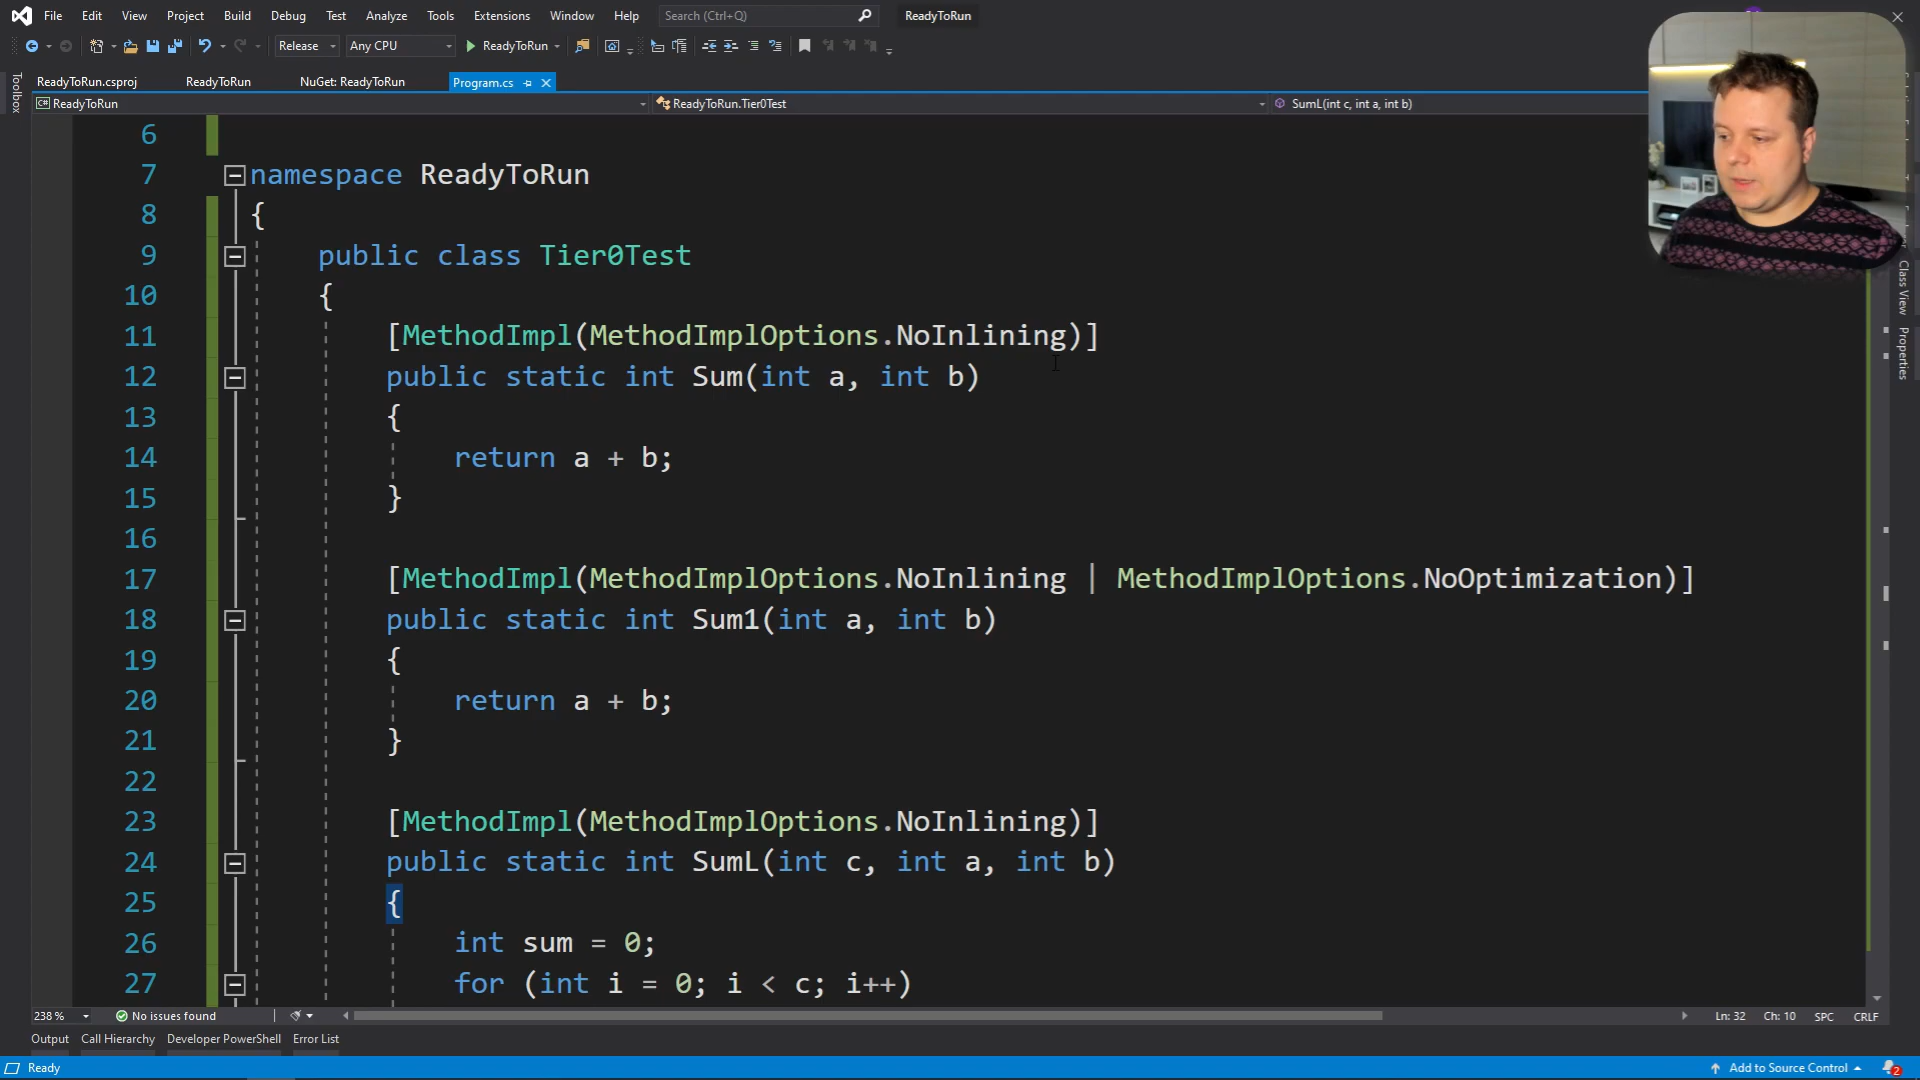 File Edit View Project Build Debug Test Analyze Tools Extensions Window Help Search (Ctrl+Q) ReadyToRun
Release Any CPU ReadyToRun
ReadyToRun.csproj ReadyToRun NuGet: ReadyToRun Program.cs
Toolbox
C# ReadyToRun ReadyToRun.Tier0Test SumL(int c, int a, int b)
6
7 namespace ReadyToRun
8 {
9 public class Tier0Test
10 {
11 [MethodImpl(MethodImplOptions.NoInlining)]
12 public static int Sum(int a, int b)
13 {
14 return a + b;
15 }
16
17 [MethodImpl(MethodImplOptions.NoInlining | MethodImplOptions.NoOptimization)]
18 public static int Sum1(int a, int b)
19 {
20 return a + b;
21 }
22
23 [MethodImpl(MethodImplOptions.NoInlining)]
24 public static int SumL(int c, int a, int b)
25 {
26 int sum = 0;
27 for (int i = 0; i < c; i++)
Class View
Properties
238 % No issues found Ln: 32 Ch: 10 SPC CRLF
Output Call Hierarchy Developer PowerShell Error List
Ready Add to Source Control 2